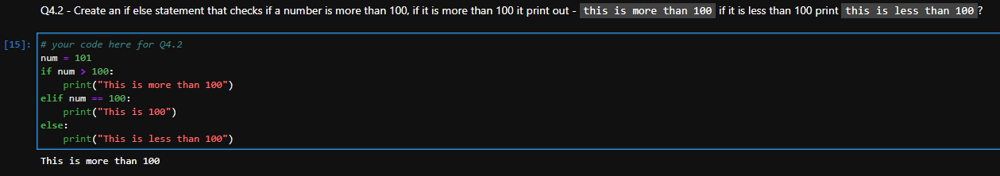 Q4.2 - Create an if else statement that checks if a number is more than 100, if it is more than 100 it print out - this is more than 100 if it is less than 100 print this is less than 100 ?
[15]: # your code here for Q4.2
num = 101
if num > 100:
    print("This is more than 100")
elif num == 100:
    print("This is 100")
else:
    print("This is less than 100")
This is more than 100